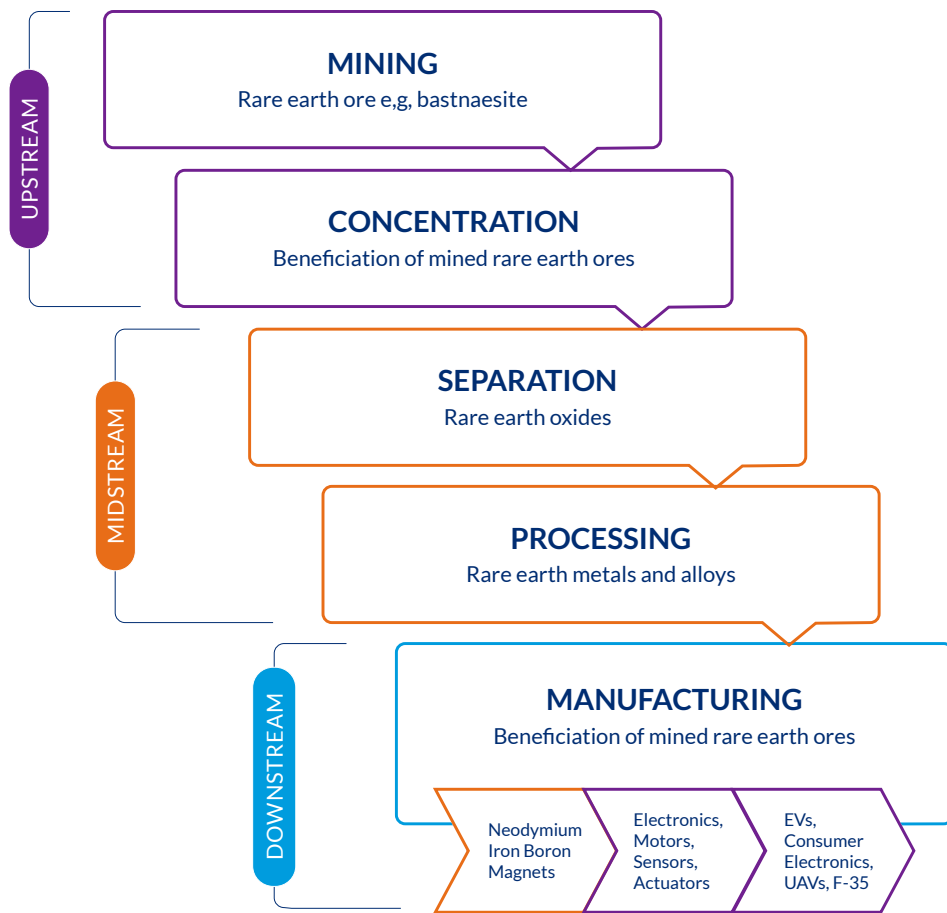 UPSTREAM
MINING
Rare earth ore e,g, bastnaesite
CONCENTRATION
Beneficiation of mined rare earth ores
MIDSTREAM
SEPARATION
Rare earth oxides
PROCESSING
Rare earth metals and alloys
DOWNSTREAM
MANUFACTURING
Beneficiation of mined rare earth ores
Neodymium
Iron Boron
Magnets
Electronics,
Motors,
Sensors,
Actuators
EVs,
Consumer
Electronics,
UAVs, F-35